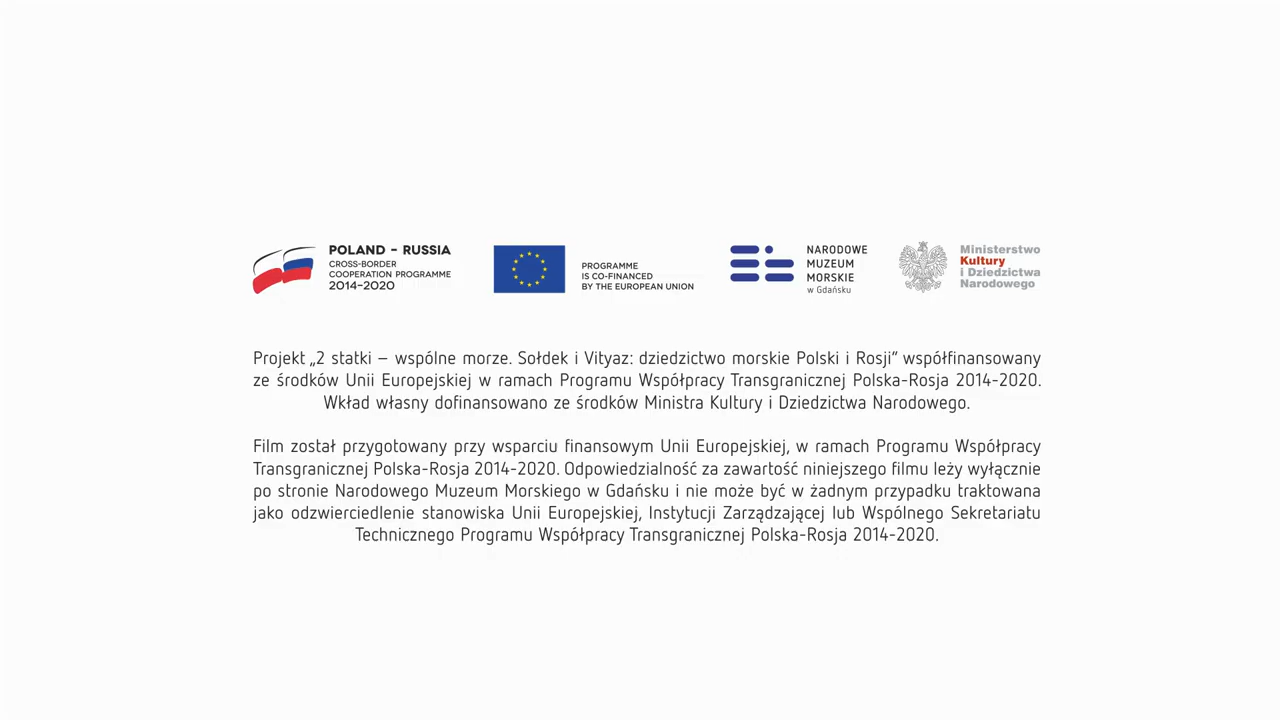 POLAND - RUSSIA
CROSS-BORDER
COOPERATION PROGRAMME
2014-2020
PROGRAMME
IS CO-FINANCED
BY THE EUROPEAN UNION
NARODOWE
MUZEUM
MORSKIE
w Gdańsku
Ministerstwo
Kultury
i Dziedzictwa
Narodowego
Projekt „2 statki – wspólne morze. Sołdek i Vityaz: dziedzictwo morskie Polski i Rosji” współfinansowany
ze środków Unii Europejskiej w ramach Programu Współpracy Transgranicznej Polska-Rosja 2014-2020.
Wkład własny dofinansowano ze środków Ministra Kultury i Dziedzictwa Narodowego.
Film został przygotowany przy wsparciu finansowym Unii Europejskiej, w ramach Programu Współpracy
Transgranicznej Polska-Rosja 2014-2020. Odpowiedzialność za zawartość niniejszego filmu leży wyłącznie
po stronie Narodowego Muzeum Morskiego w Gdańsku i nie może być w żadnym przypadku traktowana
jako odzwierciedlenie stanowiska Unii Europejskiej, Instytucji Zarządzającej lub Wspólnego Sekretariatu
Technicznego Programu Współpracy Transgranicznej Polska-Rosja 2014-2020.